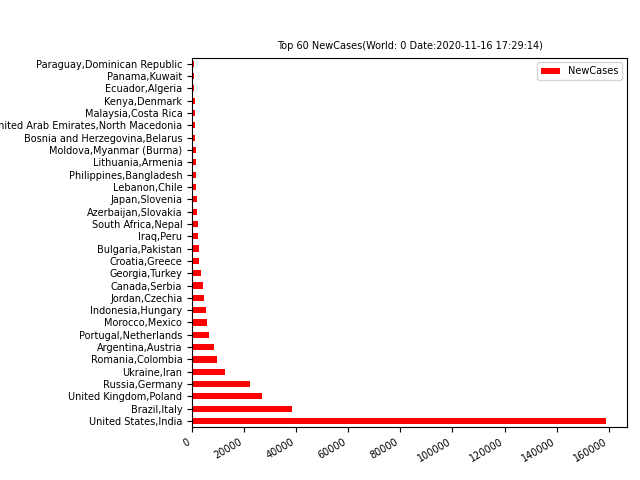 Top 60 NewCases(World: 0 Date:2020-11-16 17:29:14)
NewCases
Paraguay,Dominican Republic
Panama,Kuwait
Ecuador,Algeria
Kenya,Denmark
Malaysia,Costa Rica
nited Arab Emirates,North Macedonia
Bosnia and Herzegovina,Belarus
Moldova,Myanmar (Burma)
Lithuania,Armenia
Philippines,Bangladesh
Lebanon,Chile
Japan,Slovenia
Azerbaijan,Slovakia
South Africa,Nepal
Iraq,Peru
Bulgaria,Pakistan
Croatia,Greece
Georgia,Turkey
Canada,Serbia
Jordan,Czechia
Indonesia,Hungary
Morocco,Mexico
Portugal,Netherlands
Argentina,Austria
Romania,Colombia
Ukraine,Iran
Russia,Germany
United Kingdom,Poland
Brazil,Italy
United States,India
0 20000 40000 60000 80000 100000 120000 140000 160000